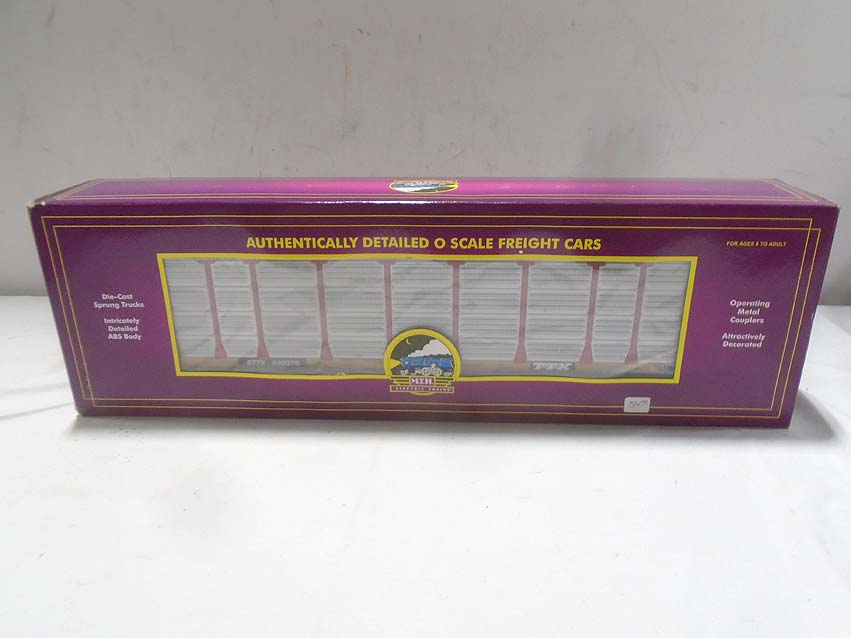 AUTHENTICALLY DETAILED O SCALE FREIGHT CARS
FOR AGES 8 TO ADULT
Die-Cast
Sprung Trucks
Intricately
Detailed
ABS Body
Operating
Metal
Couplers
Attractively
Decorated
TTX
M.T.H.
ELECTRIC TRAINS